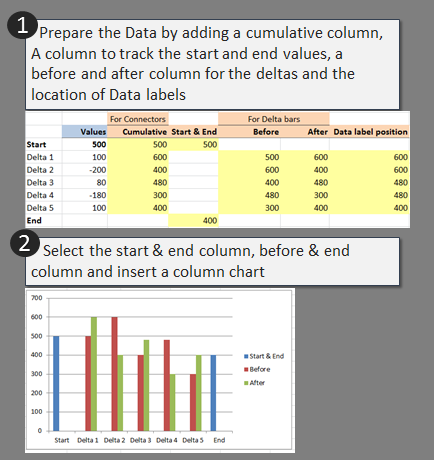 1 Prepare the Data by adding a cumulative column,
A column to track the start and end values, a
before and after column for the deltas and the
location of Data labels
For Connectors For Delta bars
Values Cumulative Start & End Before After Data label position
Start 500 500 500
Delta 1 100 600 500 600 600
Delta 2 -200 400 600 400 600
Delta 3 80 480 400 480 480
Delta 4 -180 300 480 300 480
Delta 5 100 400 300 400 400
End 400
2 Select the start & end column, before & end
column and insert a column chart
700
600
500
400
300
200
100
0
Start & End
Before
After
Start Delta 1 Delta 2 Delta 3 Delta 4 Delta 5 End